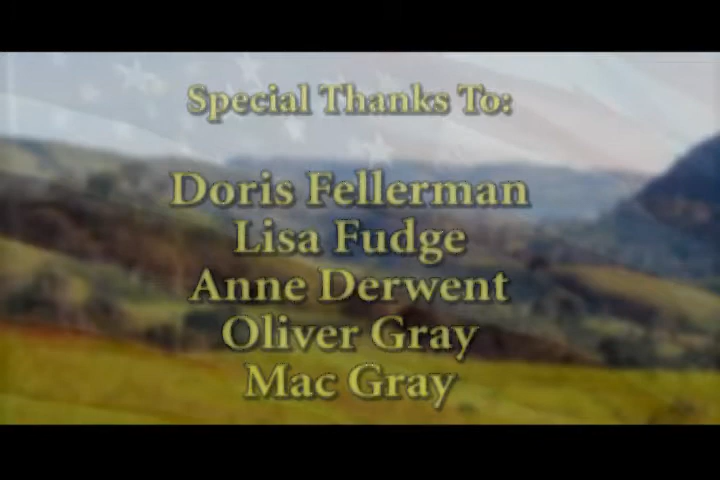 Special Thanks To:
Doris Fellerman
Lisa Fudge
Anne Derwent
Oliver Gray
Mac Gray